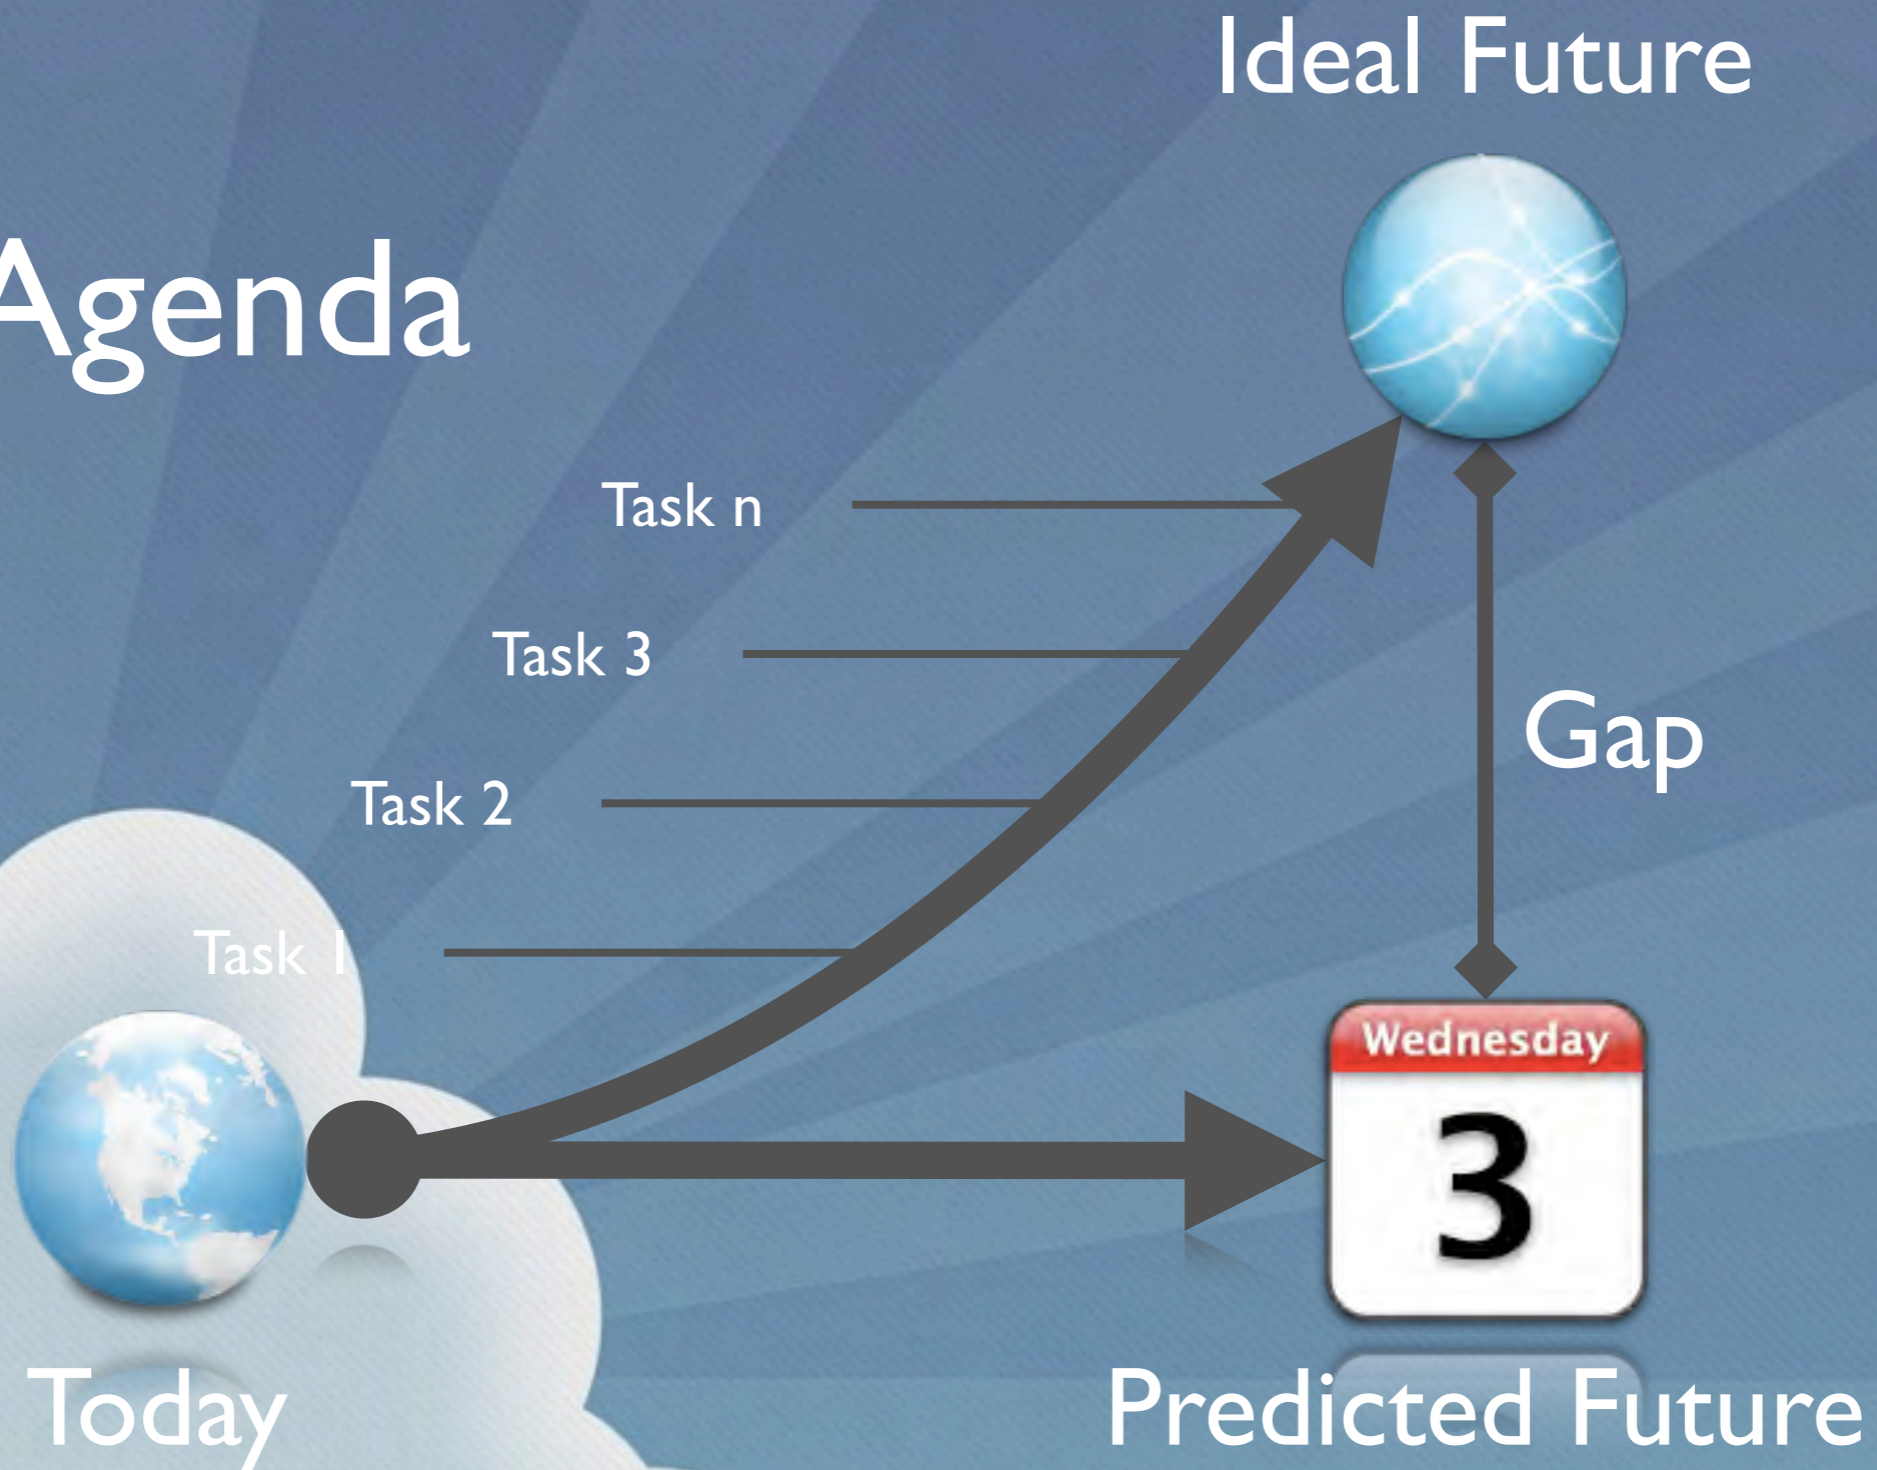 Ideal Future
Agenda
Task n
Task 3
Gap
Task 2
Task 1
Wednesday
3
Today
Predicted Future